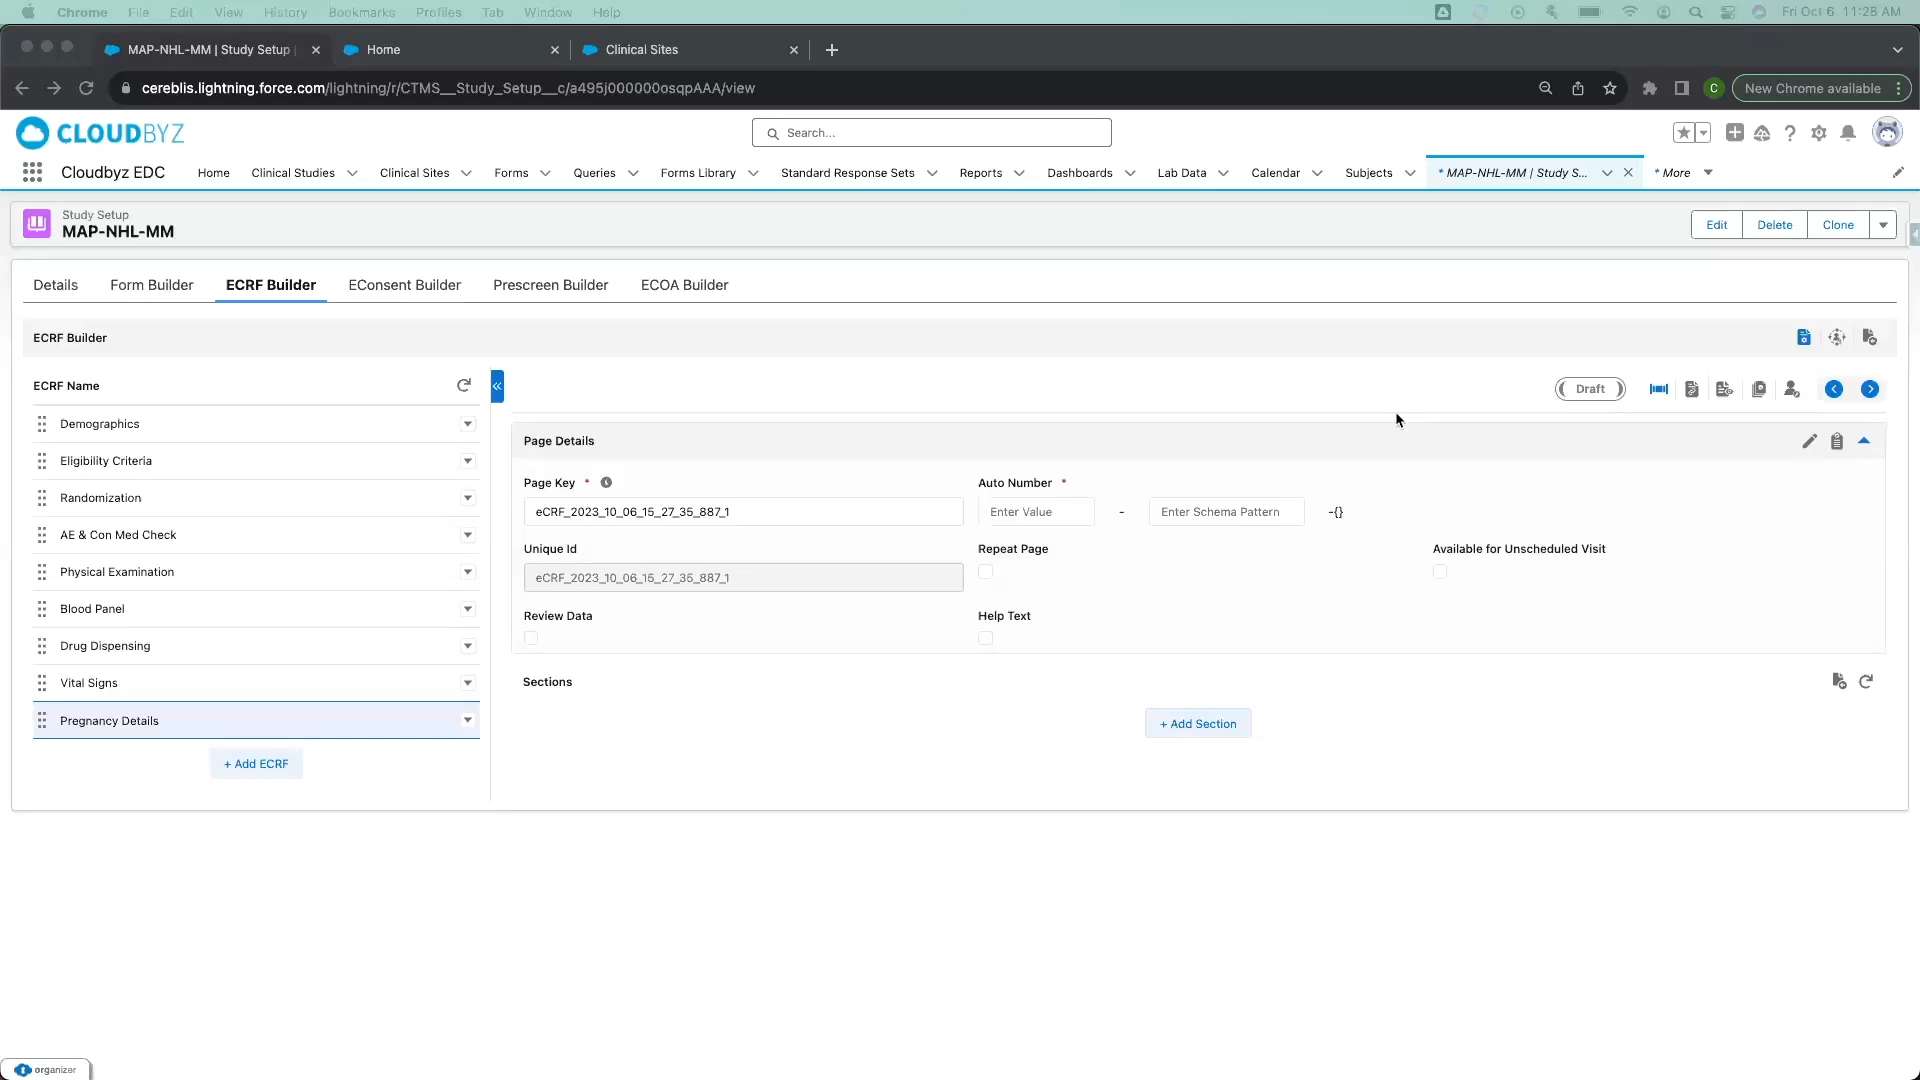 Chrome File Edit View History Bookmarks Profiles Tab Window Help Fri Oct 6 11:28 AM
MAP-NHL-MM | Study Setup | Home Clinical Sites
cereblis.lightning.force.com/lightning/r/CTMS__Study_Setup__c/a495j000000osqpAAA/view C New Chrome available
CLOUDBYZ Search...
Cloudbyz EDC Home Clinical Studies Clinical Sites Forms Queries Forms Library Standard Response Sets Reports Dashboards Lab Data Calendar Subjects * MAP-NHL-MM | Study S... * More
Study Setup
MAP-NHL-MM
Edit Delete Clone
Details Form Builder ECRF Builder EConsent Builder Prescreen Builder ECOA Builder
ECRF Builder
ECRF Name
Demographics
Eligibility Criteria
Randomization
AE & Con Med Check
Physical Examination
Blood Panel
Drug Dispensing
Vital Signs
Pregnancy Details
+ Add ECRF
Draft
Page Details
Page Key * Auto Number *
eCRF_2023_10_06_15_27_35_887_1 Enter Value - Enter Schema Pattern -{}
Unique Id Repeat Page Available for Unscheduled Visit
eCRF_2023_10_06_15_27_35_887_1
Review Data Help Text
Sections
+ Add Section
organizer